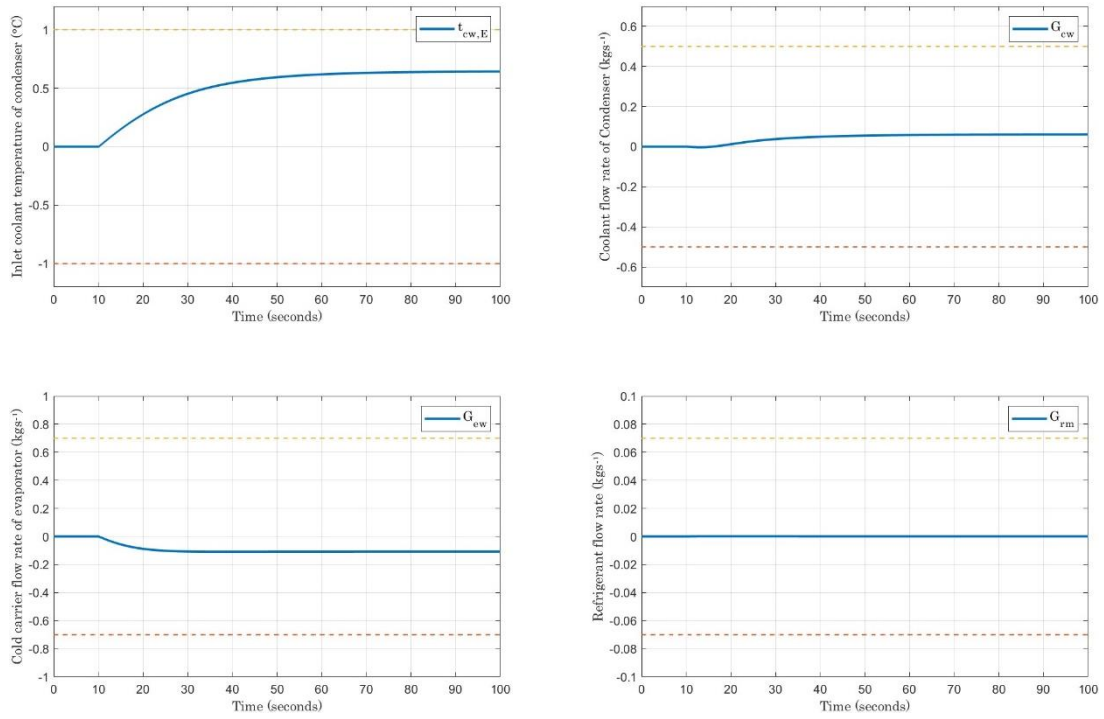 Inlet coolant temperature of condenser (°C)
1
0.5
0
-0.5
-1
t_cw,E
0 10 20 30 40 50 60 70 80 90 100
Time (seconds)
Coolant flow rate of Condenser (kgs⁻¹)
0.6
0.4
0.2
0
-0.2
-0.4
-0.6
G_cw
0 10 20 30 40 50 60 70 80 90 100
Time (seconds)
Cold carrier flow rate of evaporator (kgs⁻¹)
1
0.8
0.6
0.4
0.2
0
-0.2
-0.4
-0.6
-0.8
-1
G_ew
0 10 20 30 40 50 60 70 80 90 100
Time (seconds)
Refrigerant flow rate (kgs⁻¹)
0.1
0.08
0.06
0.04
0.02
0
-0.02
-0.04
-0.06
-0.08
-0.1
G_rm
0 10 20 30 40 50 60 70 80 90 100
Time (seconds)